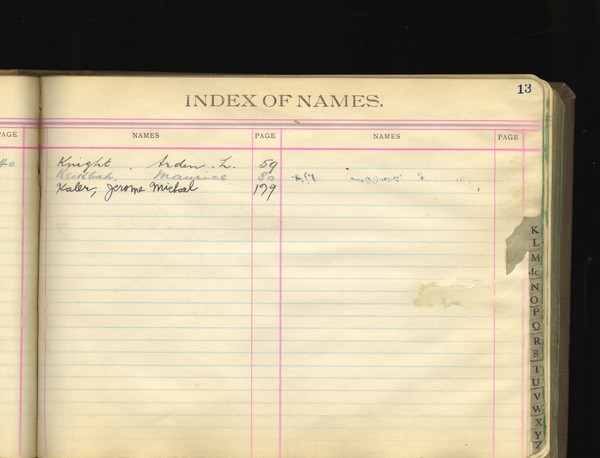 13
INDEX OF NAMES.
PAGE NAMES PAGE NAMES PAGE
40 Knight, Arden L. 59
Maurice 80
Kaler, Jerome Michael 179
K
L
M
Mc
N
O
P
Q
R
S
T
U
V
W
X
Y
Z